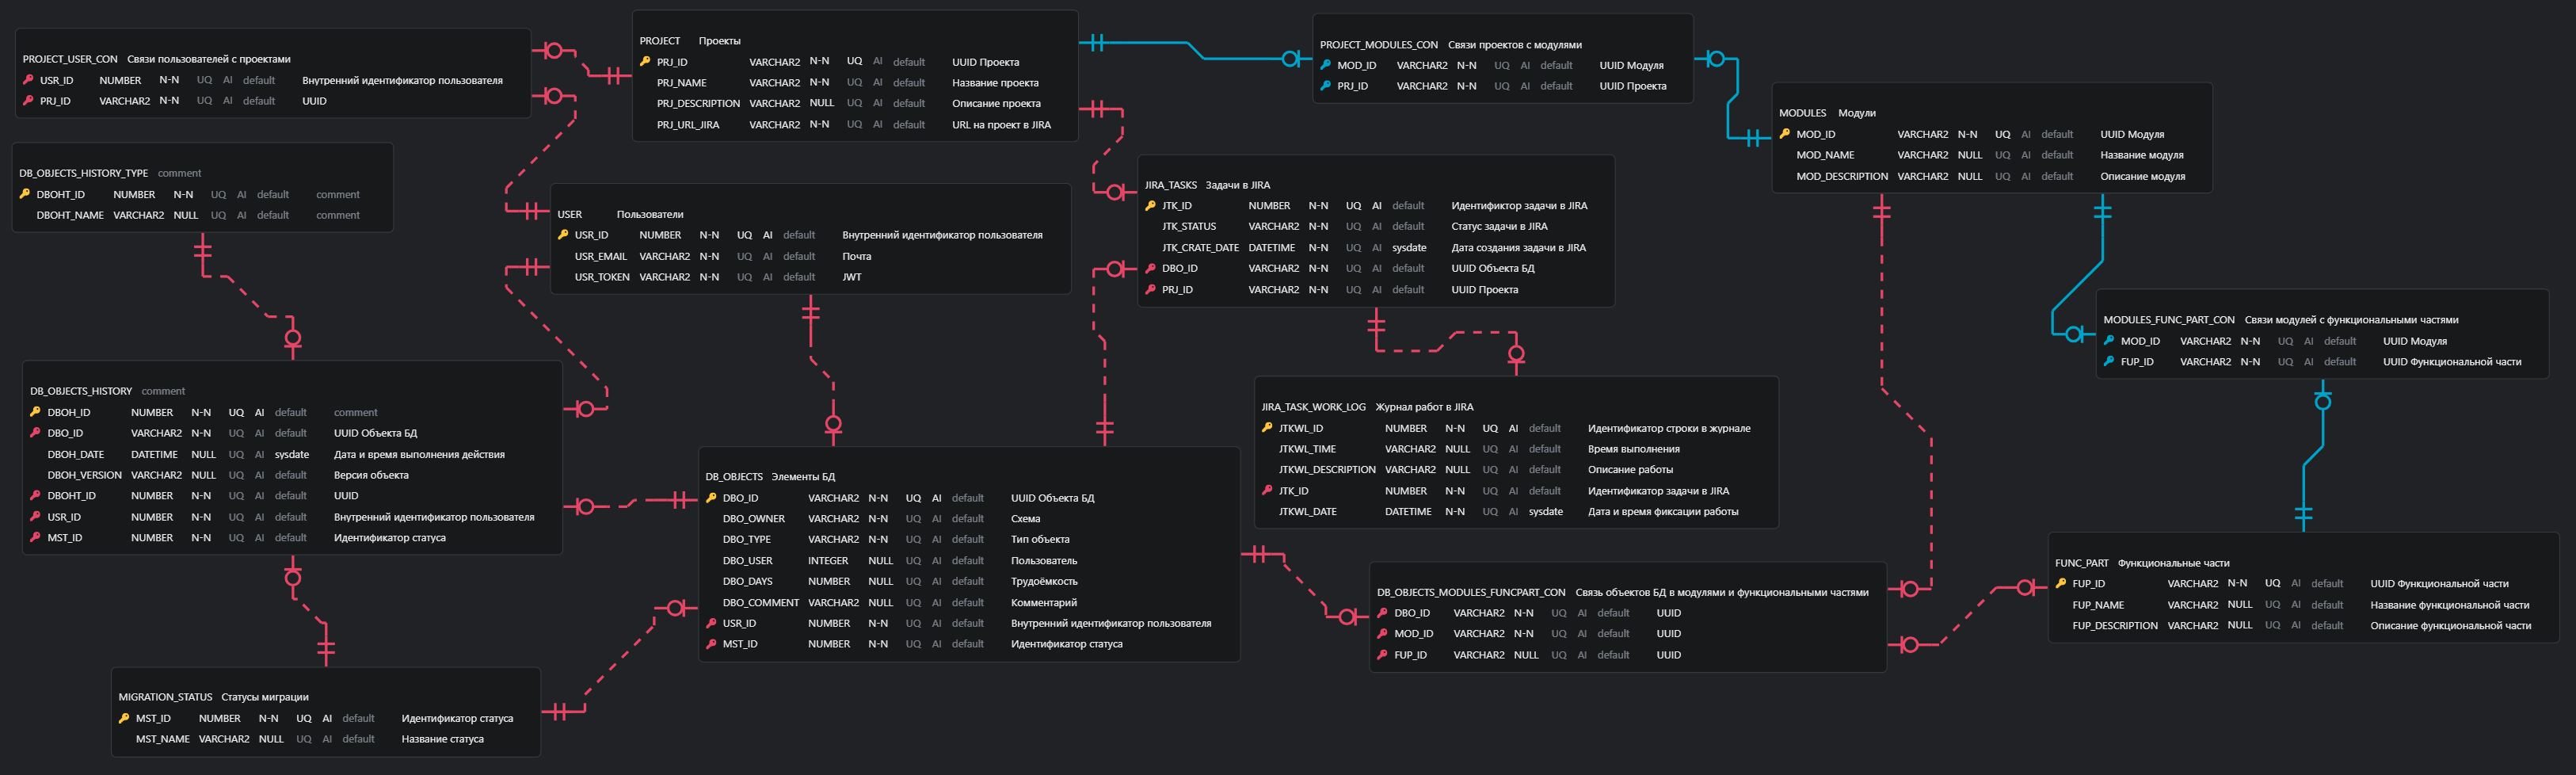 PROJECT_USER_CON Связи пользователей с проектами
USR_ID NUMBER N-N UQ AI default Внутренний идентификатор пользователя
PRJ_ID VARCHAR2 N-N UQ AI default UUID
PROJECT Проекты
PRJ_ID VARCHAR2 N-N UQ AI default UUID Проекта
PRJ_NAME VARCHAR2 N-N UQ AI default Название проекта
PRJ_DESCRIPTION VARCHAR2 NULL UQ AI default Описание проекта
PRJ_URL_JIRA VARCHAR2 N-N UQ AI default URL на проект в JIRA
PROJECT_MODULES_CON Связи проектов с модулями
MOD_ID VARCHAR2 N-N UQ AI default UUID Модуля
PRJ_ID VARCHAR2 N-N UQ AI default UUID Проекта
MODULES Модули
MOD_ID VARCHAR2 N-N UQ AI default UUID Модуля
MOD_NAME VARCHAR2 NULL UQ AI default Название модуля
MOD_DESCRIPTION VARCHAR2 NULL UQ AI default Описание модуля
DB_OBJECTS_HISTORY_TYPE comment
DBOHT_ID NUMBER N-N UQ AI default comment
DBOHT_NAME VARCHAR2 NULL UQ AI default comment
USER Пользователи
USR_ID NUMBER N-N UQ AI default Внутренний идентификатор пользователя
USR_EMAIL VARCHAR2 N-N UQ AI default Почта
USR_TOKEN VARCHAR2 N-N UQ AI default JWT
JIRA_TASKS Задачи в JIRA
JTK_ID NUMBER N-N UQ AI default Идентификтор задачи в JIRA
JTK_STATUS VARCHAR2 N-N UQ AI default Статус задачи в JIRA
JTK_CRATE_DATE DATETIME N-N UQ AI sysdate Дата создания задачи в JIRA
DBO_ID VARCHAR2 N-N UQ AI default UUID Объекта БД
PRJ_ID VARCHAR2 N-N UQ AI default UUID Проекта
MODULES_FUNC_PART_CON Связи модулей с функциональными частями
MOD_ID VARCHAR2 N-N UQ AI default UUID Модуля
FUP_ID VARCHAR2 N-N UQ AI default UUID Функциональной части
DB_OBJECTS_HISTORY comment
DBOH_ID NUMBER N-N UQ AI default comment
DBO_ID VARCHAR2 N-N UQ AI default UUID Объекта БД
DBOH_DATE DATETIME NULL UQ AI sysdate Дата и время выполнения действия
DBOH_VERSION VARCHAR2 NULL UQ AI default Версия объекта
DBOHT_ID NUMBER N-N UQ AI default UUID
USR_ID NUMBER N-N UQ AI default Внутренний идентификатор пользователя
MST_ID NUMBER N-N UQ AI default Идентификатор статуса
JIRA_TASK_WORK_LOG Журнал работ в JIRA
JTKWL_ID NUMBER N-N UQ AI default Идентификатор строки в журнале
JTKWL_TIME VARCHAR2 NULL UQ AI default Время выполнения
JTKWL_DESCRIPTION VARCHAR2 NULL UQ AI default Описание работы
JTK_ID NUMBER N-N UQ AI default Идентификатор задачи в JIRA
JTKWL_DATE DATETIME N-N UQ AI sysdate Дата и время фиксации работы
DB_OBJECTS Элементы БД
DBO_ID VARCHAR2 N-N UQ AI default UUID Объекта БД
DBO_OWNER VARCHAR2 N-N UQ AI default Схема
DBO_TYPE VARCHAR2 N-N UQ AI default Тип объекта
DBO_USER INTEGER NULL UQ AI default Пользователь
DBO_DAYS NUMBER NULL UQ AI default Трудоёмкость
DBO_COMMENT VARCHAR2 NULL UQ AI default Комментарий
USR_ID NUMBER N-N UQ AI default Внутренний идентификатор пользователя
MST_ID NUMBER N-N UQ AI default Идентификатор статуса
DB_OBJECTS_MODULES_FUNCPART_CON Связь объектов БД в модулями и функциональными частями
DBO_ID VARCHAR2 N-N UQ AI default UUID
MOD_ID VARCHAR2 N-N UQ AI default UUID
FUP_ID VARCHAR2 NULL UQ AI default UUID
FUNC_PART Функциональные части
FUP_ID VARCHAR2 N-N UQ AI default UUID Функциональной части
FUP_NAME VARCHAR2 NULL UQ AI default Название функциональной части
FUP_DESCRIPTION VARCHAR2 NULL UQ AI default Описание функциональной части
MIGRATION_STATUS Статусы миграции
MST_ID NUMBER N-N UQ AI default Идентификатор статуса
MST_NAME VARCHAR2 NULL UQ AI default Название статуса